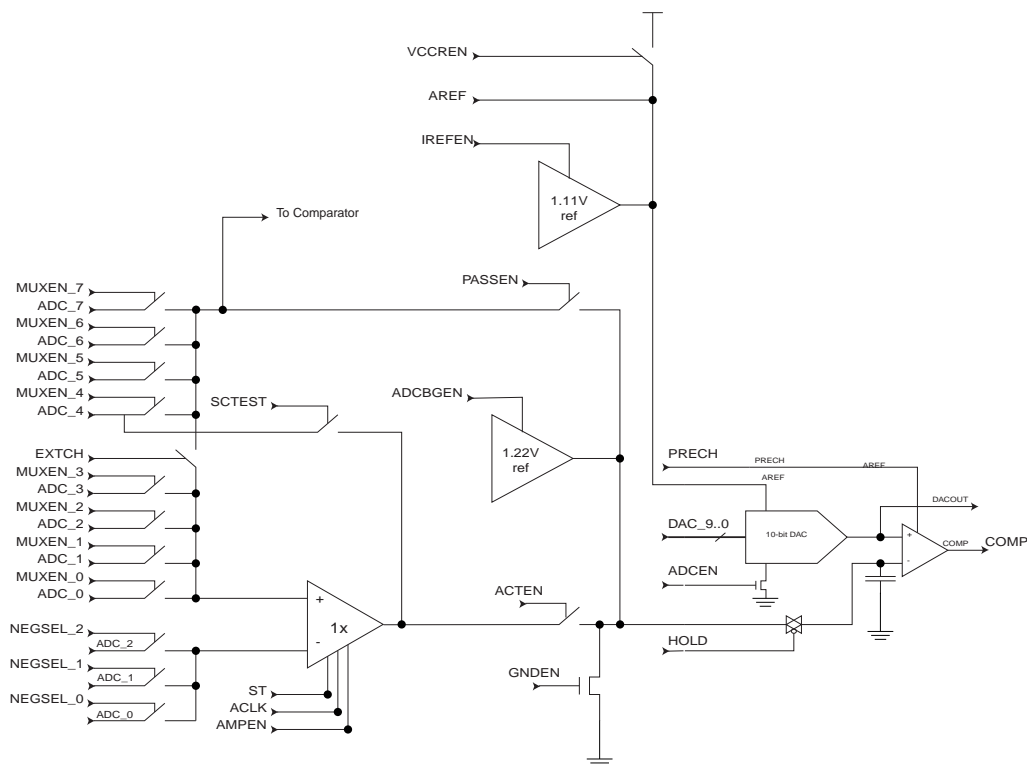 VCCREN
AREF
IREFEN
1.11V
ref
To Comparator
PASSEN
MUXEN_7
ADC_7
MUXEN_6
ADC_6
MUXEN_5
ADC_5
MUXEN_4
ADC_4
SCTEST
ADCBGEN
1.22V
ref
EXTCH
MUXEN_3
ADC_3
MUXEN_2
ADC_2
MUXEN_1
ADC_1
MUXEN_0
ADC_0
PRECH
PRECH
AREF
AREF
DACOUT
DAC_9..0
10-bit DAC
+
-
COMP
COMP
ADCEN
ACTEN
+
1x
-
NEGSEL_2
ADC_2
NEGSEL_1
ADC_1
NEGSEL_0
ADC_0
HOLD
GNDEN
ST
ACLK
AMPEN